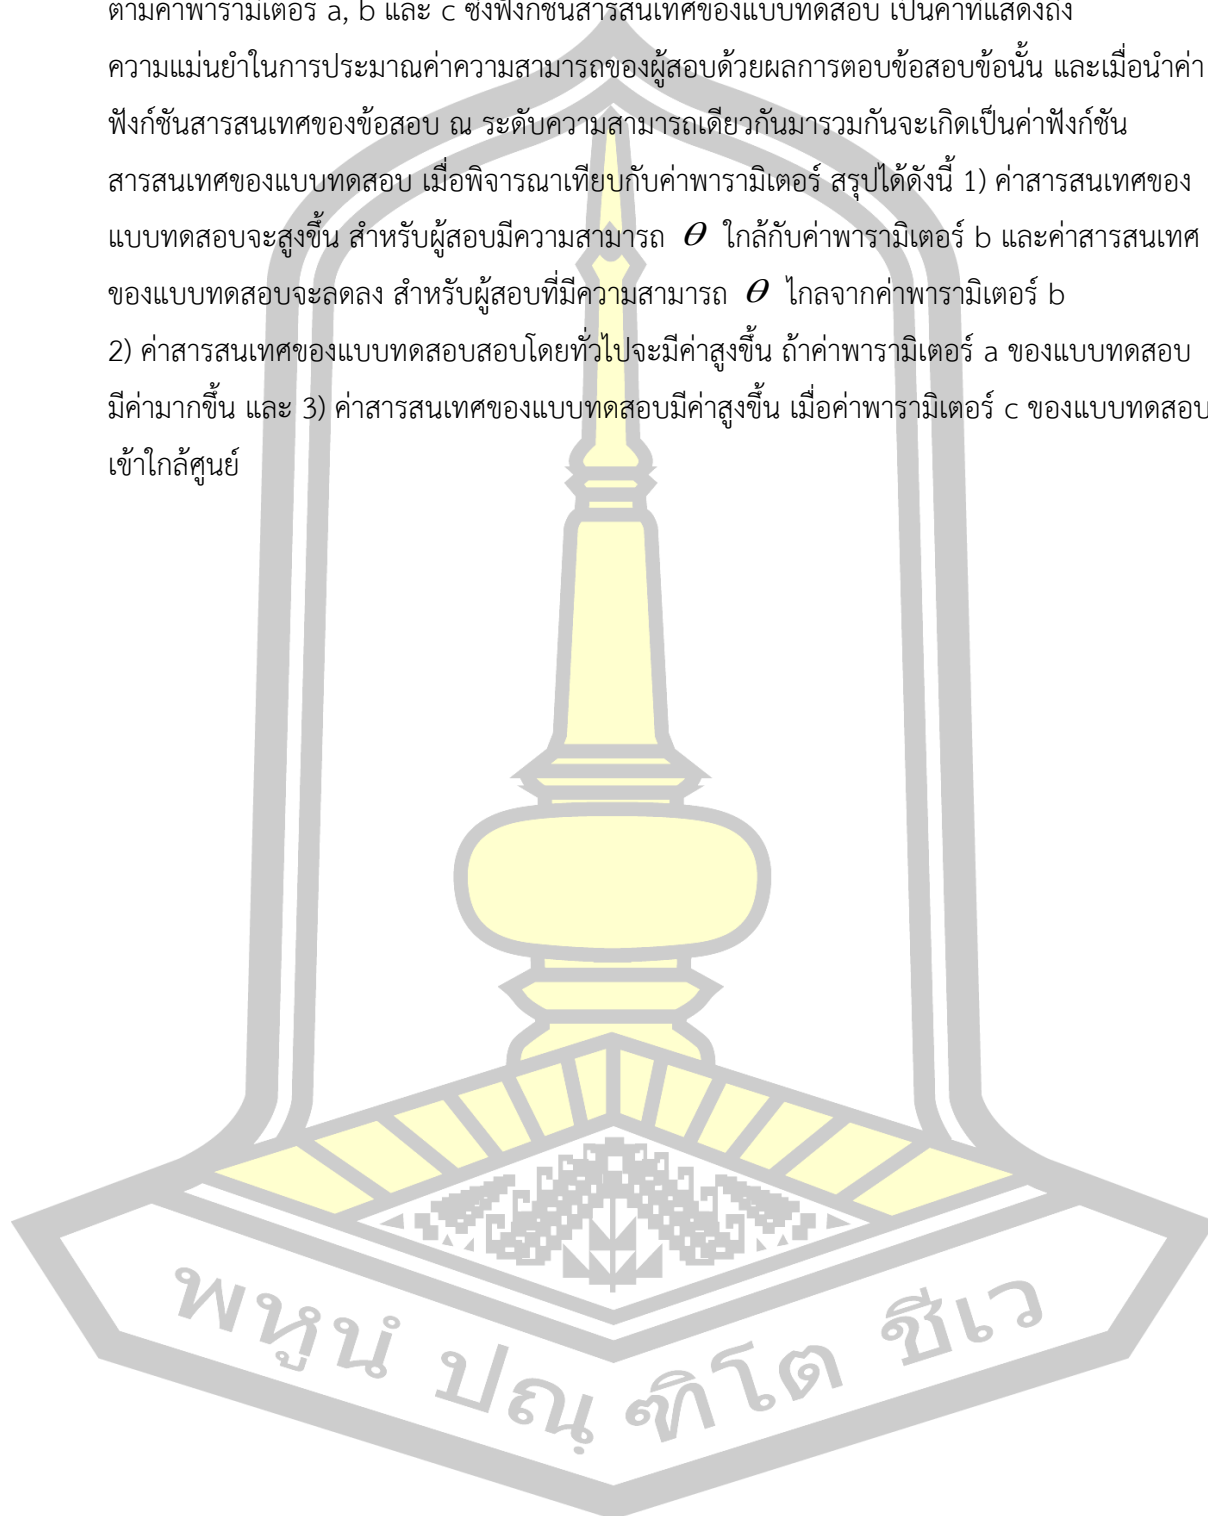 ตามค่าพารามิเตอร์ a, b และ c ซึ่งฟังก์ชันสารสนเทศของแบบทดสอบ เป็นค่าที่แสดงถึง
ความแม่นยำในการประมาณค่าความสามารถของผู้สอบด้วยผลการตอบข้อสอบข้อนั้น และเมื่อนำค่า
ฟังก์ชันสารสนเทศของข้อสอบ ณ ระดับความสามารถเดียวกันมารวมกันจะเกิดเป็นค่าฟังก์ชัน
สารสนเทศของแบบทดสอบ เมื่อพิจารณาเทียบกับค่าพารามิเตอร์ สรุปได้ดังนี้ 1) ค่าสารสนเทศของ
แบบทดสอบจะสูงขึ้น สำหรับผู้สอบมีความสามารถ θ ใกล้กับค่าพารามิเตอร์ b และค่าสารสนเทศ
ของแบบทดสอบจะลดลง สำหรับผู้สอบที่มีความสามารถ θ ไกลจากค่าพารามิเตอร์ b
2) ค่าสารสนเทศของแบบทดสอบสอบโดยทั่วไปจะมีค่าสูงขึ้น ถ้าค่าพารามิเตอร์ a ของแบบทดสอบ
มีค่ามากขึ้น และ 3) ค่าสารสนเทศของแบบทดสอบมีค่าสูงขึ้น เมื่อค่าพารามิเตอร์ c ของแบบทดสอบ
เข้าใกล้ศูนย์
พหูนํ ปณฺ ฑิโต ชีเว